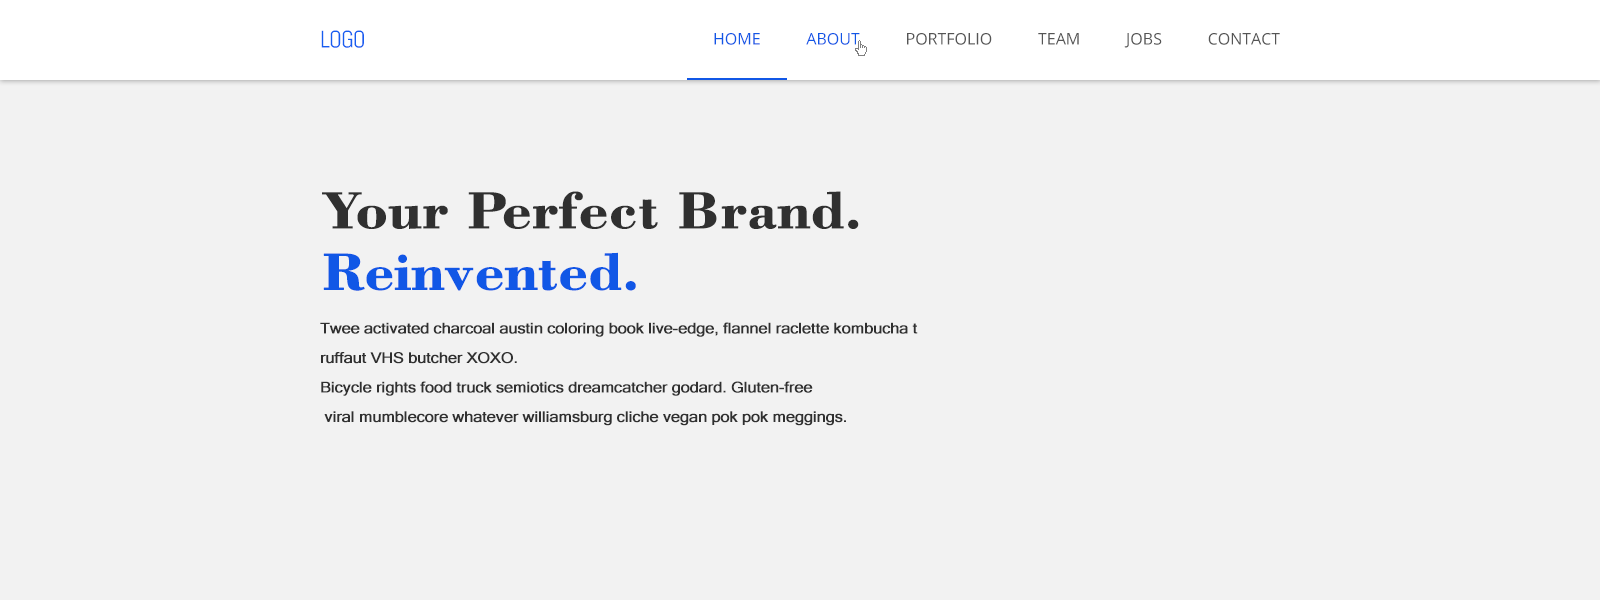 LOGO
HOME ABOUT PORTFOLIO TEAM JOBS CONTACT
Your Perfect Brand.
Reinvented.
Twee activated charcoal austin coloring book live-edge, flannel raclette kombucha t
ruffaut VHS butcher XOXO.
Bicycle rights food truck semiotics dreamcatcher godard. Gluten-free
viral mumblecore whatever williamsburg cliche vegan pok pok meggings.